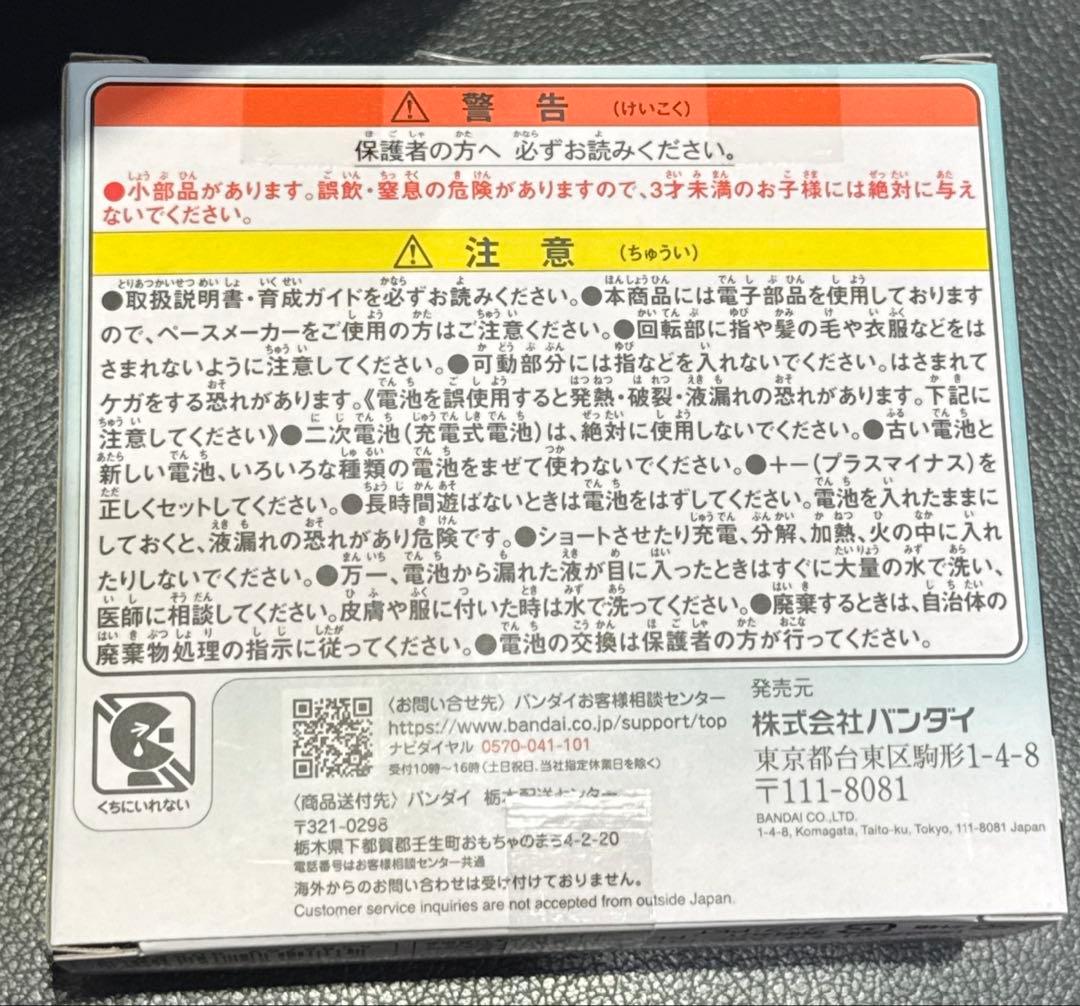 ⚠ 警告 (けいこく)
保護者の方へ 必ずお読みください。
●小部品があります。誤飲・窒息の危険がありますので、3才未満のお子様には絶対に与え
ないでください。
⚠ 注意 (ちゅうい)
●取扱説明書・育成ガイドを必ずお読みください。●本商品には電子部品を使用しております
ので、ペースメーカーをご使用の方はご注意ください。●回転部に指や髪の毛や衣服などをは
さまれないように注意してください。●可動部分には指などを入れないでください。はさまれて
ケガをする恐れがあります。《電池を誤使用すると発熱・破裂・液漏れの恐れがあります。下記に
注意してください》●二次電池(充電式電池)は、絶対に使用しないでください。●古い電池と
新しい電池、いろいろな種類の電池をまぜて使わないでください。●＋－(プラスマイナス)を
正しくセットしてください。●長時間遊ばないときは電池をはずしてください。電池を入れたままに
しておくと、液漏れの恐れがあり危険です。●ショートさせたり充電、分解、加熱、火の中に入れ
たりしないでください。●万一、電池から漏れた液が目に入ったときはすぐに大量の水で洗い、
医師に相談してください。皮膚や服に付いた時は水で洗ってください。●廃棄するときは、自治体の
廃棄物処理の指示に従ってください。●電池の交換は保護者の方が行ってください。
くちにいれない
〈お問い合せ先〉バンダイお客様相談センター
https://www.bandai.co.jp/support/top
ナビダイヤル 0570-041-101
受付10時～16時(土日祝日、当社指定休業日を除く)
〈商品送付先〉バンダイ 栃木配送センター
〒321-0298
栃木県下都賀郡壬生町おもちゃのまち4-2-20
電話番号はお客様相談センター共通
海外からのお問い合わせは受け付けておりません。
Customer service inquiries are not accepted from outside Japan.
発売元
株式会社バンダイ
東京都台東区駒形1-4-8
〒111-8081
BANDAI CO.,LTD.
1-4-8, Komagata, Taito-ku, Tokyo, 111-8081 Japan